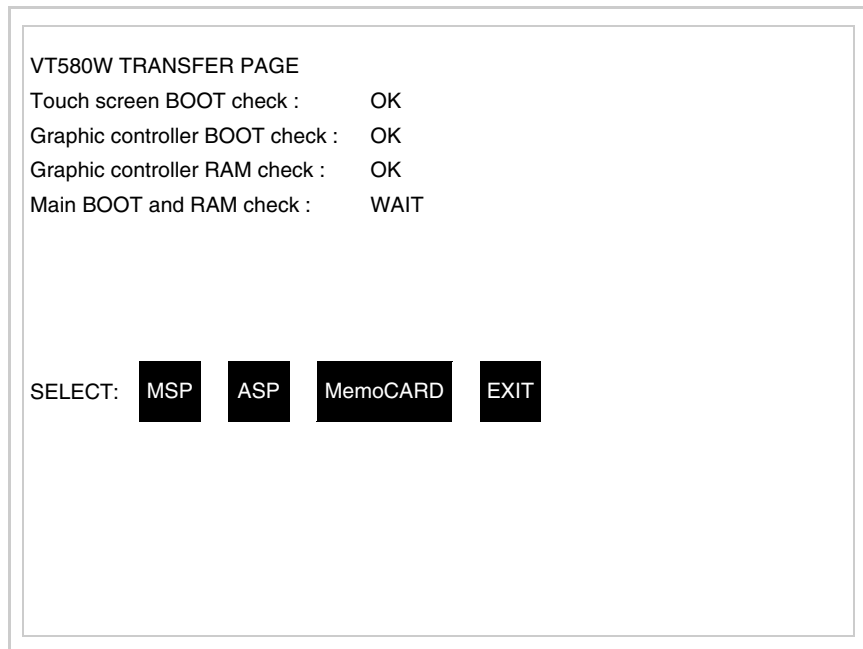 VT580W TRANSFER PAGE
Touch screen BOOT check : OK
Graphic controller BOOT check : OK
Graphic controller RAM check : OK
Main BOOT and RAM check : WAIT
SELECT: MSP ASP MemoCARD EXIT